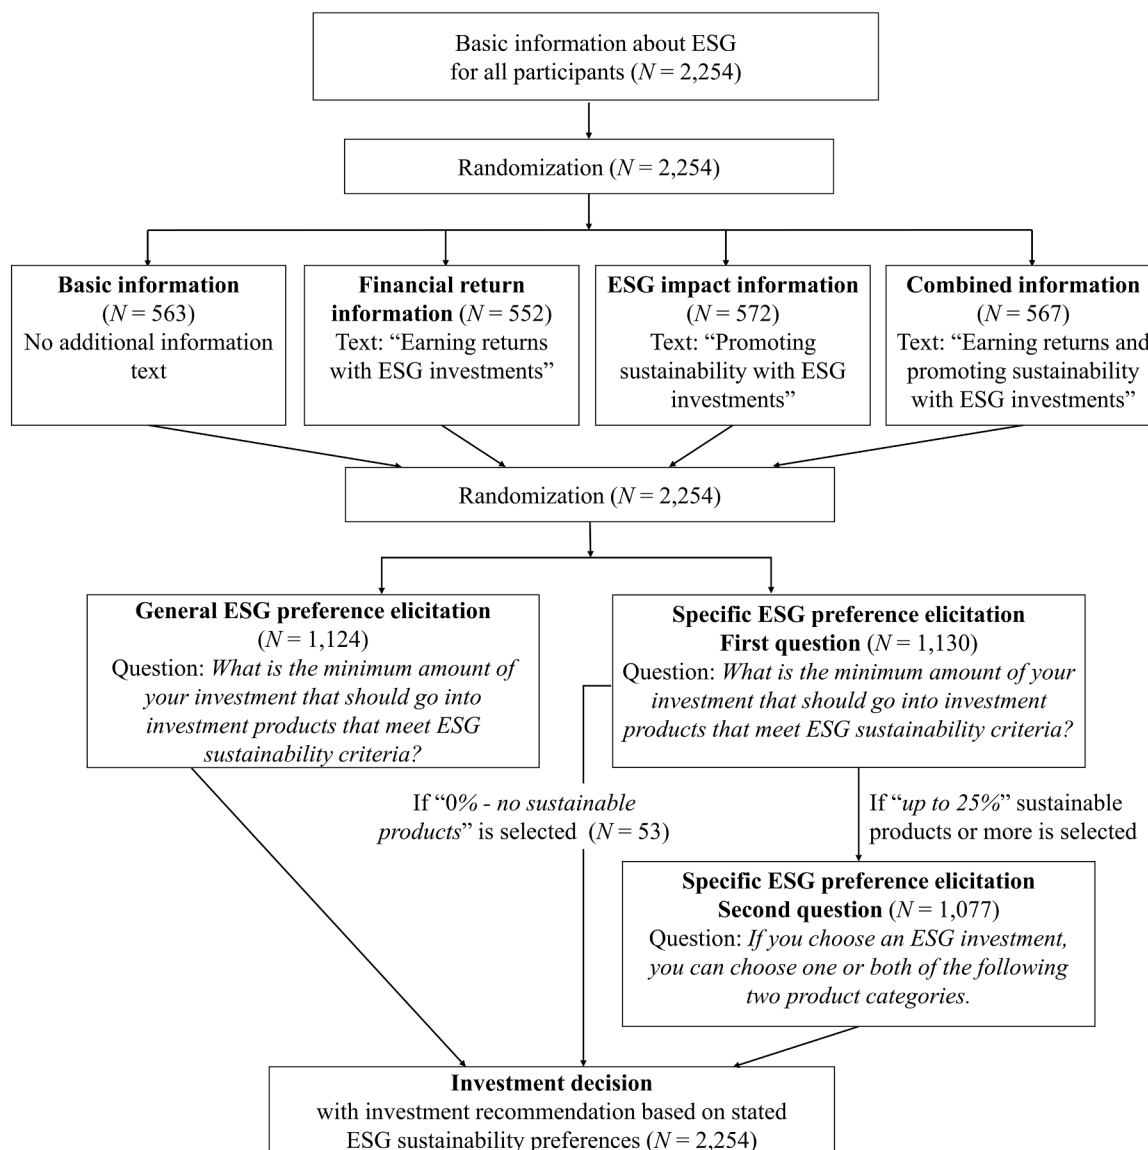 Basic information about ESG
for all participants (N = 2,254)
Randomization (N = 2,254)
Basic information
(N = 563)
No additional information
text
Financial return
information (N = 552)
Text: “Earning returns
with ESG investments”
ESG impact information
(N = 572)
Text: “Promoting
sustainability with ESG
investments”
Combined information
(N = 567)
Text: “Earning returns and
promoting sustainability
with ESG investments”
Randomization (N = 2,254)
General ESG preference elicitation
(N = 1,124)
Question: What is the minimum amount of
your investment that should go into
investment products that meet ESG
sustainability criteria?
Specific ESG preference elicitation
First question (N = 1,130)
Question: What is the minimum amount of your
investment that should go into investment
products that meet ESG sustainability criteria?
If “0% - no sustainable
products” is selected (N = 53)
If “up to 25%” sustainable
products or more is selected
Specific ESG preference elicitation
Second question (N = 1,077)
Question: If you choose an ESG investment,
you can choose one or both of the following
two product categories.
Investment decision
with investment recommendation based on stated
ESG sustainability preferences (N = 2,254)